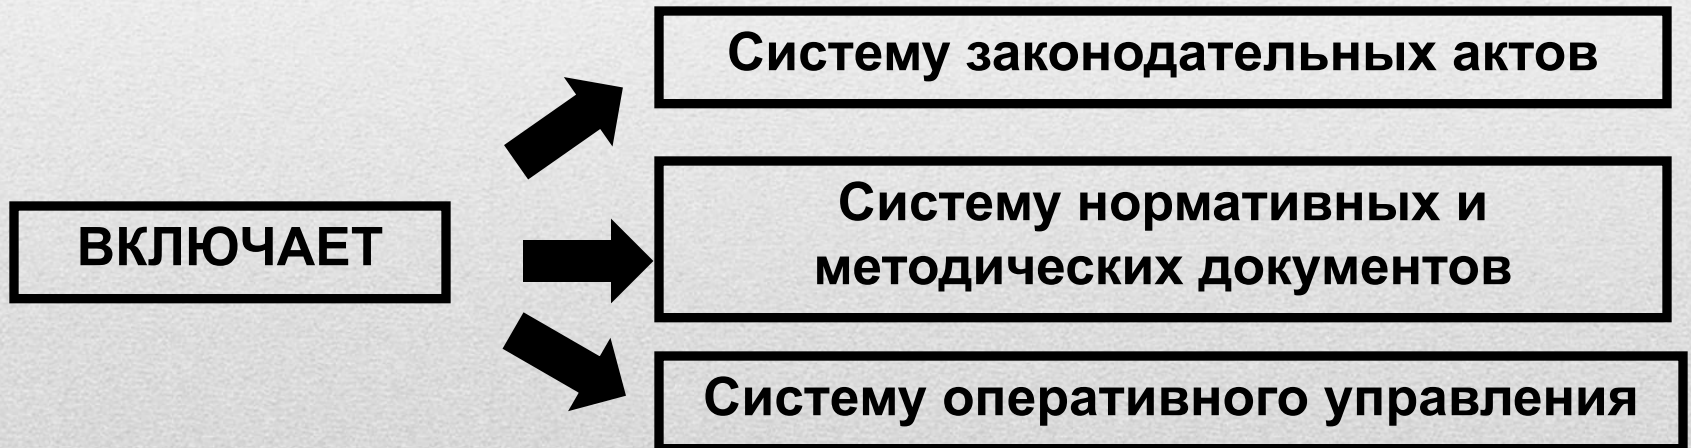 Систему законодательных актов
ВКЛЮЧАЕТ
Систему нормативных и
методических документов
Систему оперативного управления